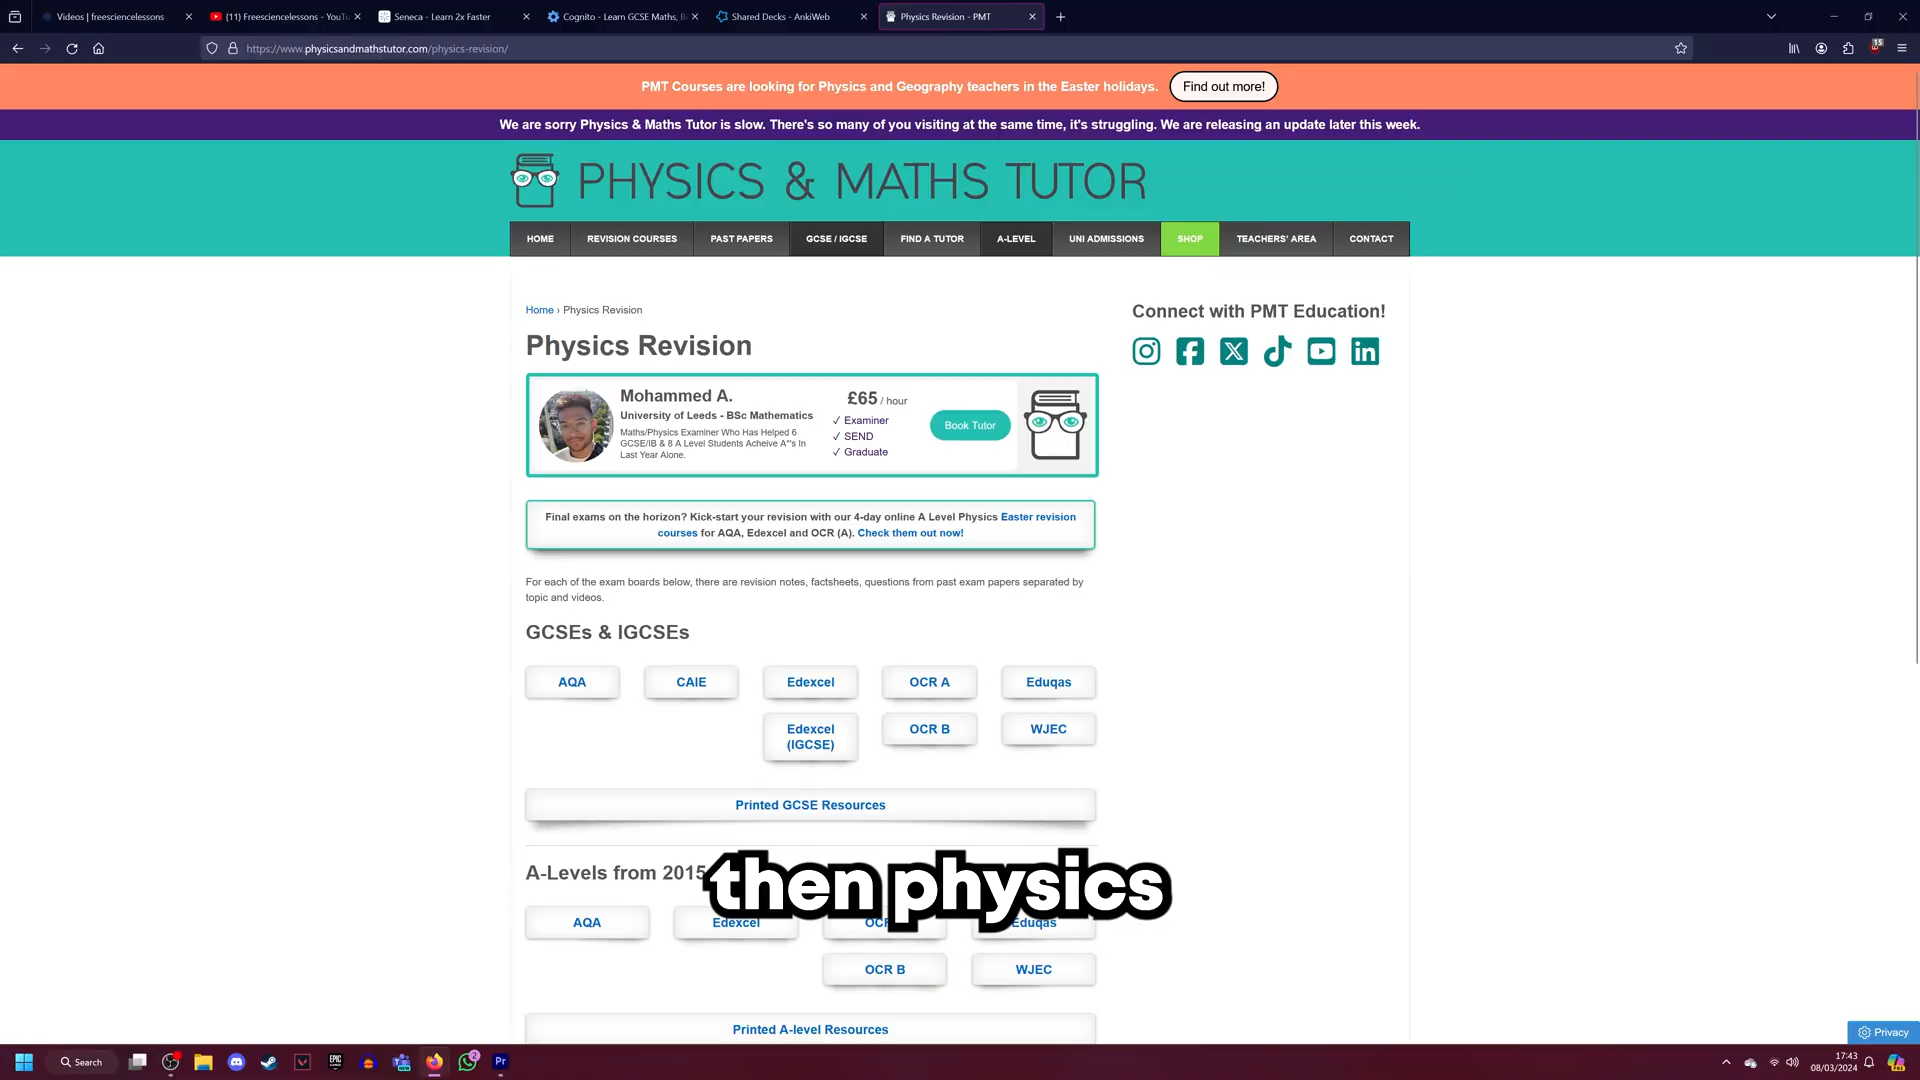 Videos | freesciencelessons
(11) Freesciencelessons - YouTu
Seneca - Learn 2x Faster
Cognito - Learn GCSE Maths, B
Shared Decks - AnkiWeb
Physics Revision - PMT
https://www.physicsandmathstutor.com/physics-revision/
15
PMT Courses are looking for Physics and Geography teachers in the Easter holidays.
Find out more!
We are sorry Physics & Maths Tutor is slow. There's so many of you visiting at the same time, it's struggling. We are releasing an update later this week.
PHYSICS & MATHS TUTOR
HOME
REVISION COURSES
PAST PAPERS
GCSE / IGCSE
FIND A TUTOR
A-LEVEL
UNI ADMISSIONS
SHOP
TEACHERS' AREA
CONTACT
Home › Physics Revision
Connect with PMT Education!
Physics Revision
Mohammed A.
University of Leeds - BSc Mathematics
Maths/Physics Examiner Who Has Helped 6
GCSE/IB & 8 A Level Students Acheive A*'s In
Last Year Alone.
£65 / hour
✓ Examiner
✓ SEND
✓ Graduate
Book Tutor
Final exams on the horizon? Kick-start your revision with our 4-day online A Level Physics Easter revision
courses for AQA, Edexcel and OCR (A). Check them out now!
For each of the exam boards below, there are revision notes, factsheets, questions from past exam papers separated by
topic and videos.
GCSEs & IGCSEs
AQA
CAIE
Edexcel
OCR A
Eduqas
Edexcel
(IGCSE)
OCR B
WJEC
Printed GCSE Resources
A-Levels from 2015
then physics
AQA
Edexcel
Eduqas
OCR B
WJEC
Printed A-level Resources
Privacy
Search
EPIC
NEW
2
Pr
17:43
08/03/2024